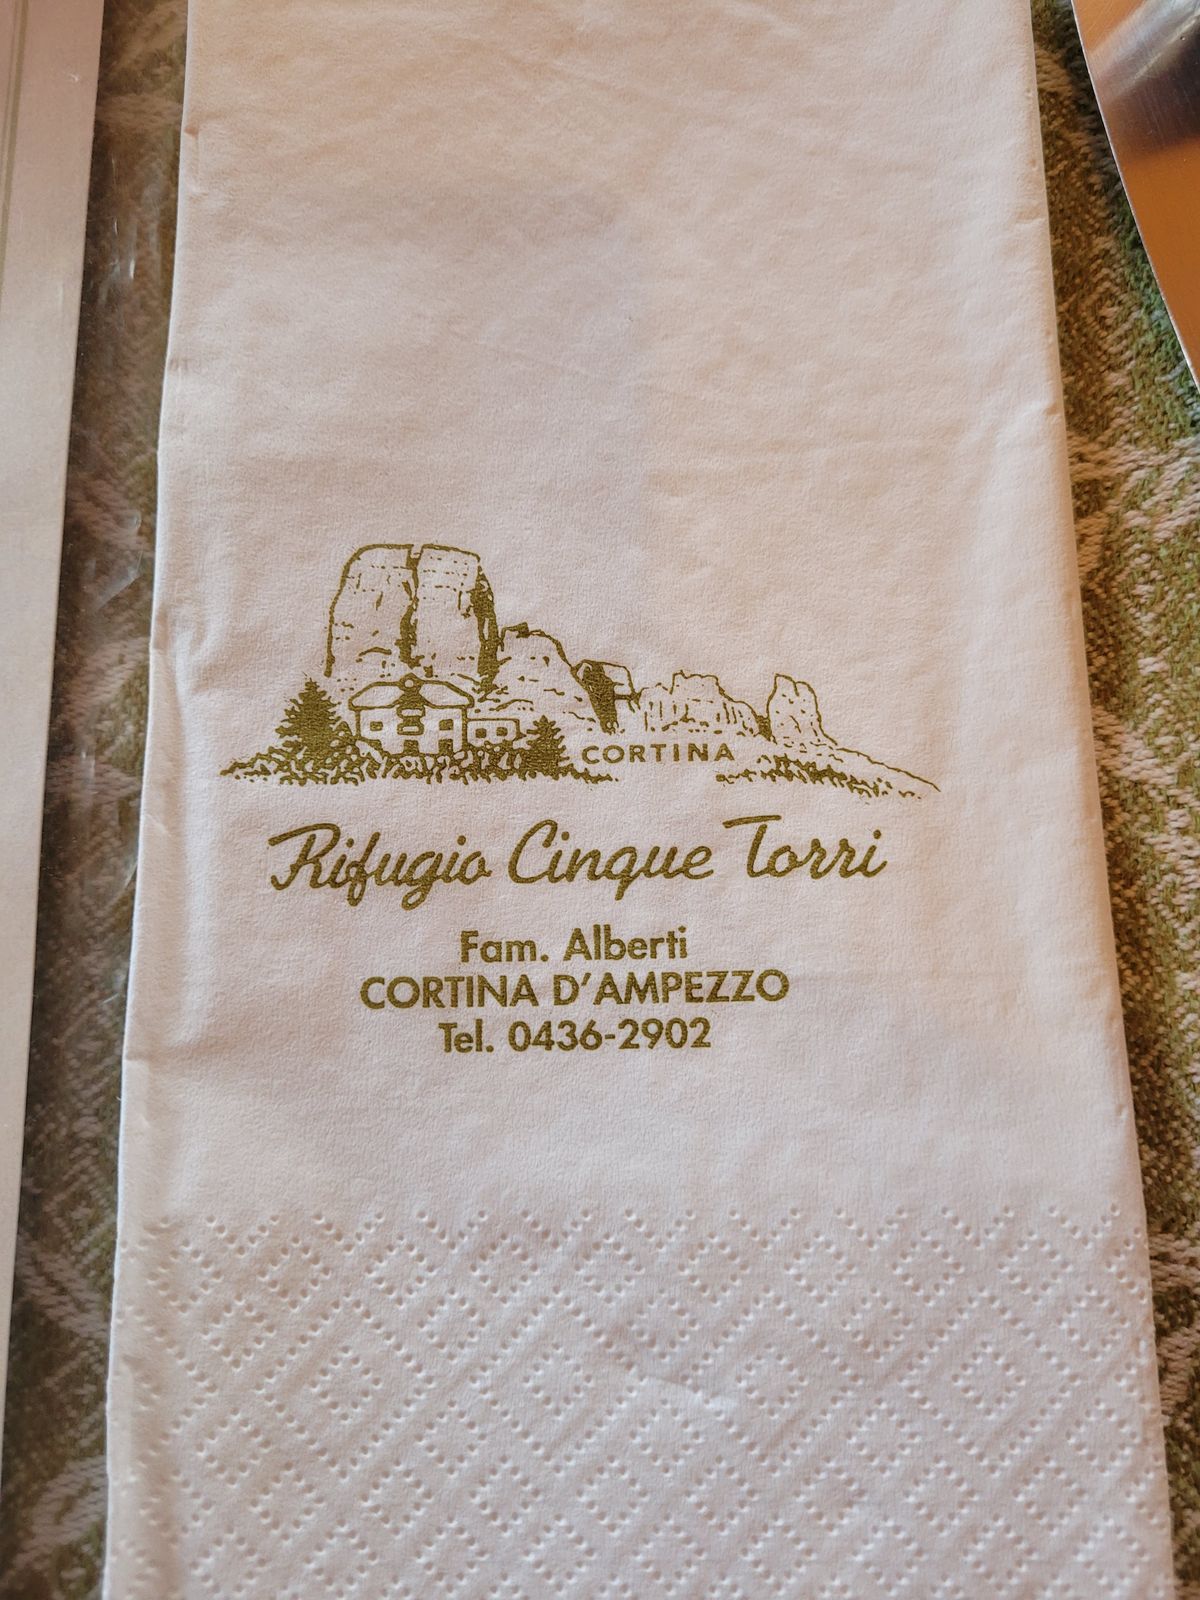 CORTINA
Rifugio Cinque Torri
Fam. Alberti
CORTINA D'AMPEZZO
Tel. 0436-2902